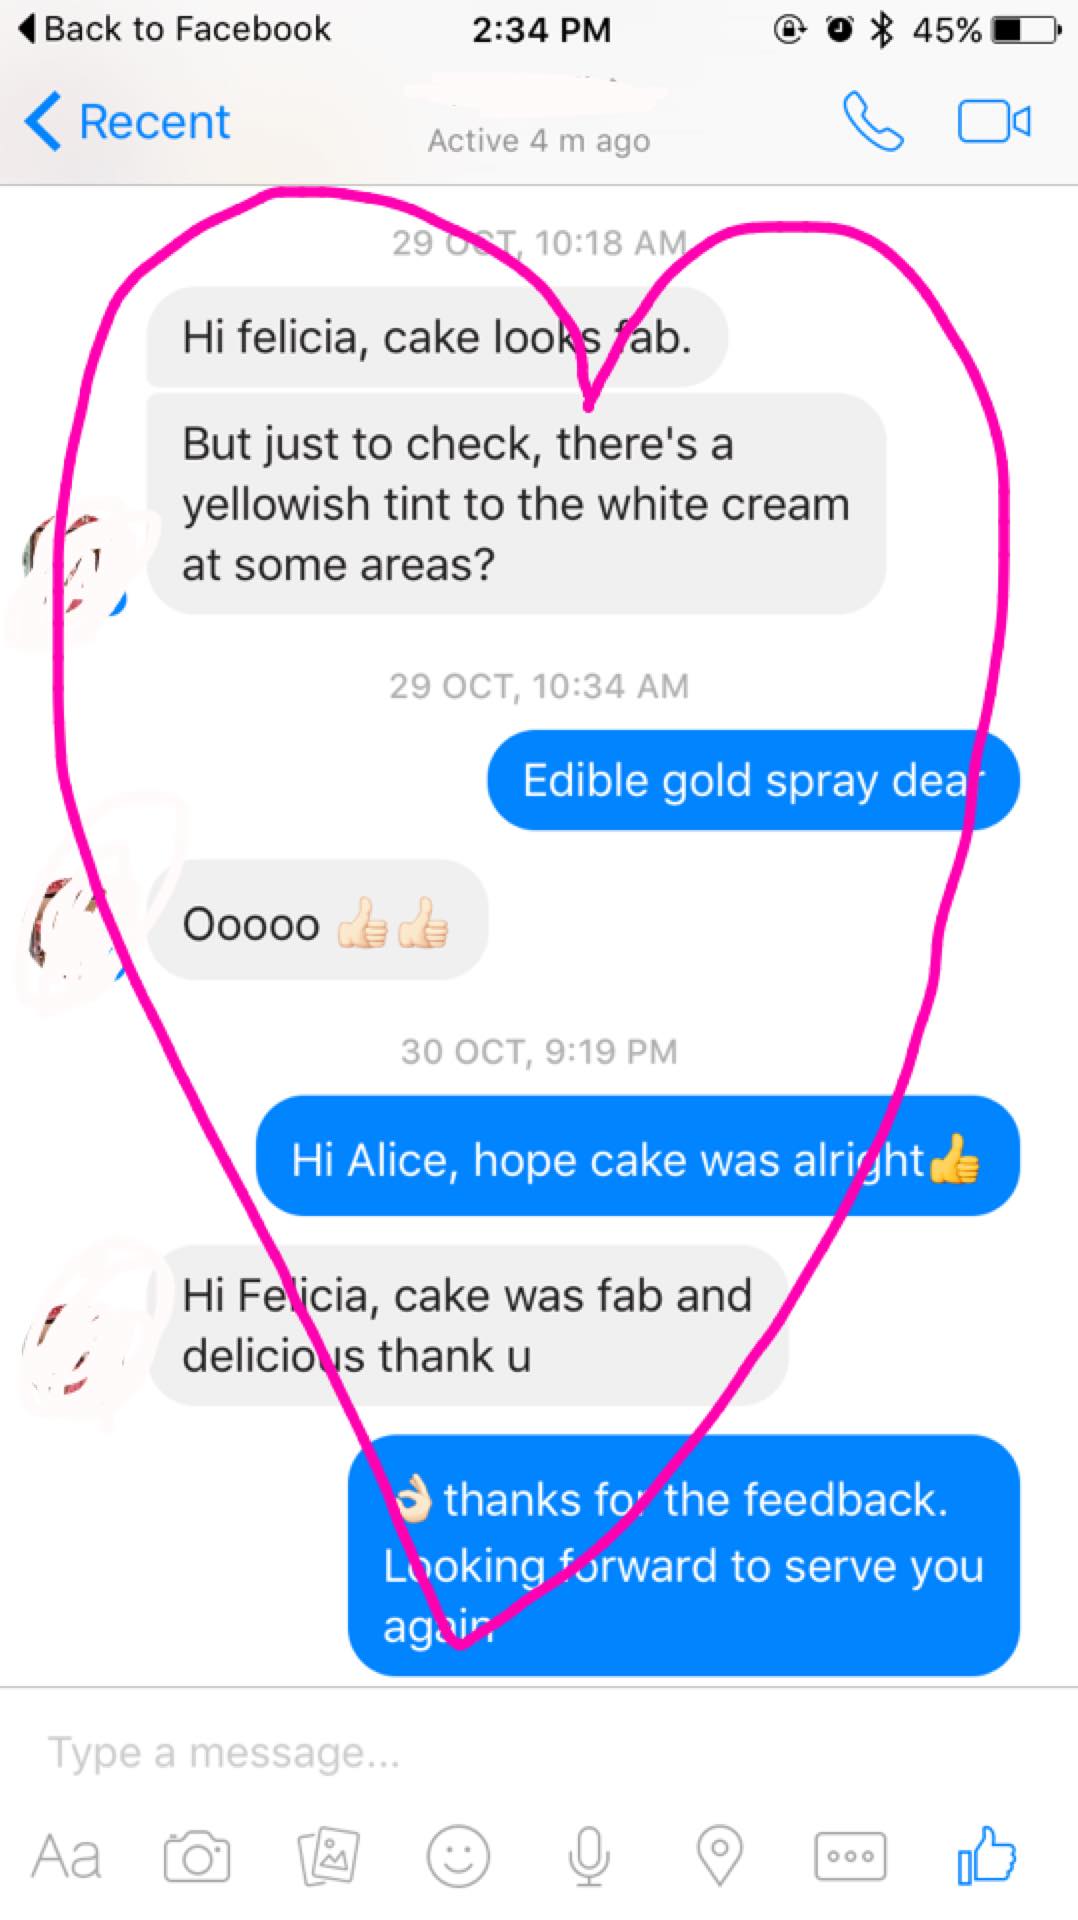 Back to Facebook 2:34 PM 45%
Recent
Active 4 m ago
29 OCT, 10:18 AM
Hi felicia, cake looks fab.
But just to check, there's a
yellowish tint to the white cream
at some areas?
29 OCT, 10:34 AM
Edible gold spray dear
Ooooo 👍🏻👍🏻
30 OCT, 9:19 PM
Hi Alice, hope cake was alright👍
Hi Felicia, cake was fab and
delicious thank u
👌🏻 thanks for the feedback.
Looking forward to serve you
again
Type a message...
Aa